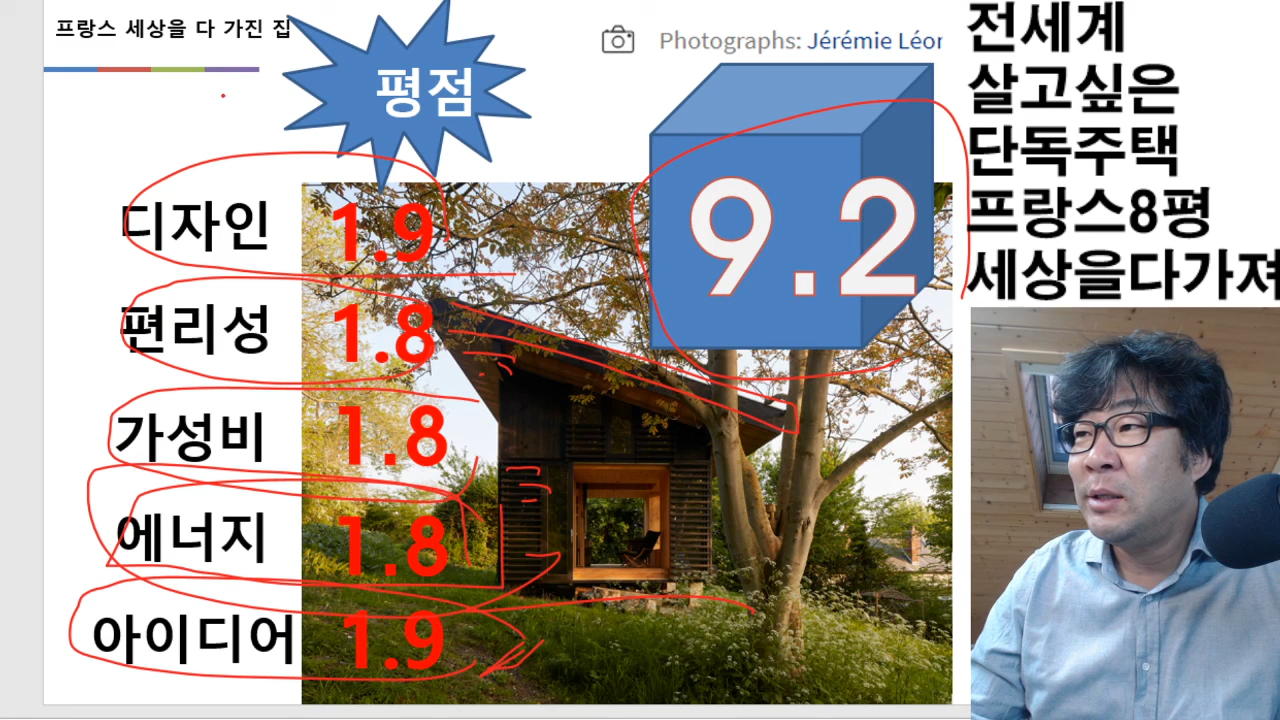 프랑스 세상을 다 가진 집
평점
Photographs: Jérémie Léor
9.2
디자인 1.9
편리성 1.8
가성비 1.8
에너지 1.8
아이디어 1.9
전세계
살고싶은
단독주택
프랑스8평
세상을다가져